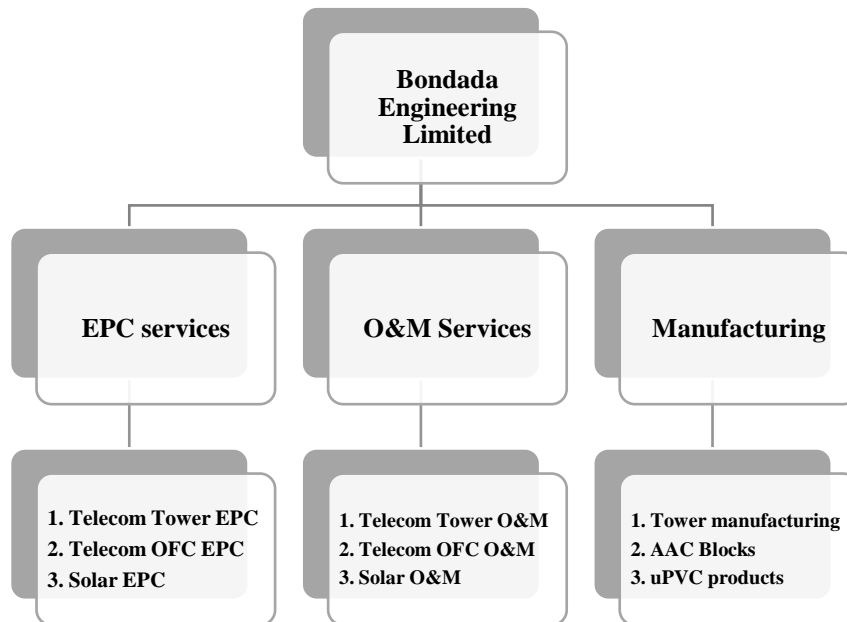 Bondada
Engineering
Limited
EPC services
O&M Services
Manufacturing
1. Telecom Tower EPC
2. Telecom OFC EPC
3. Solar EPC
1. Telecom Tower O&M
2. Telecom OFC O&M
3. Solar O&M
1. Tower manufacturing
2. AAC Blocks
3. uPVC products